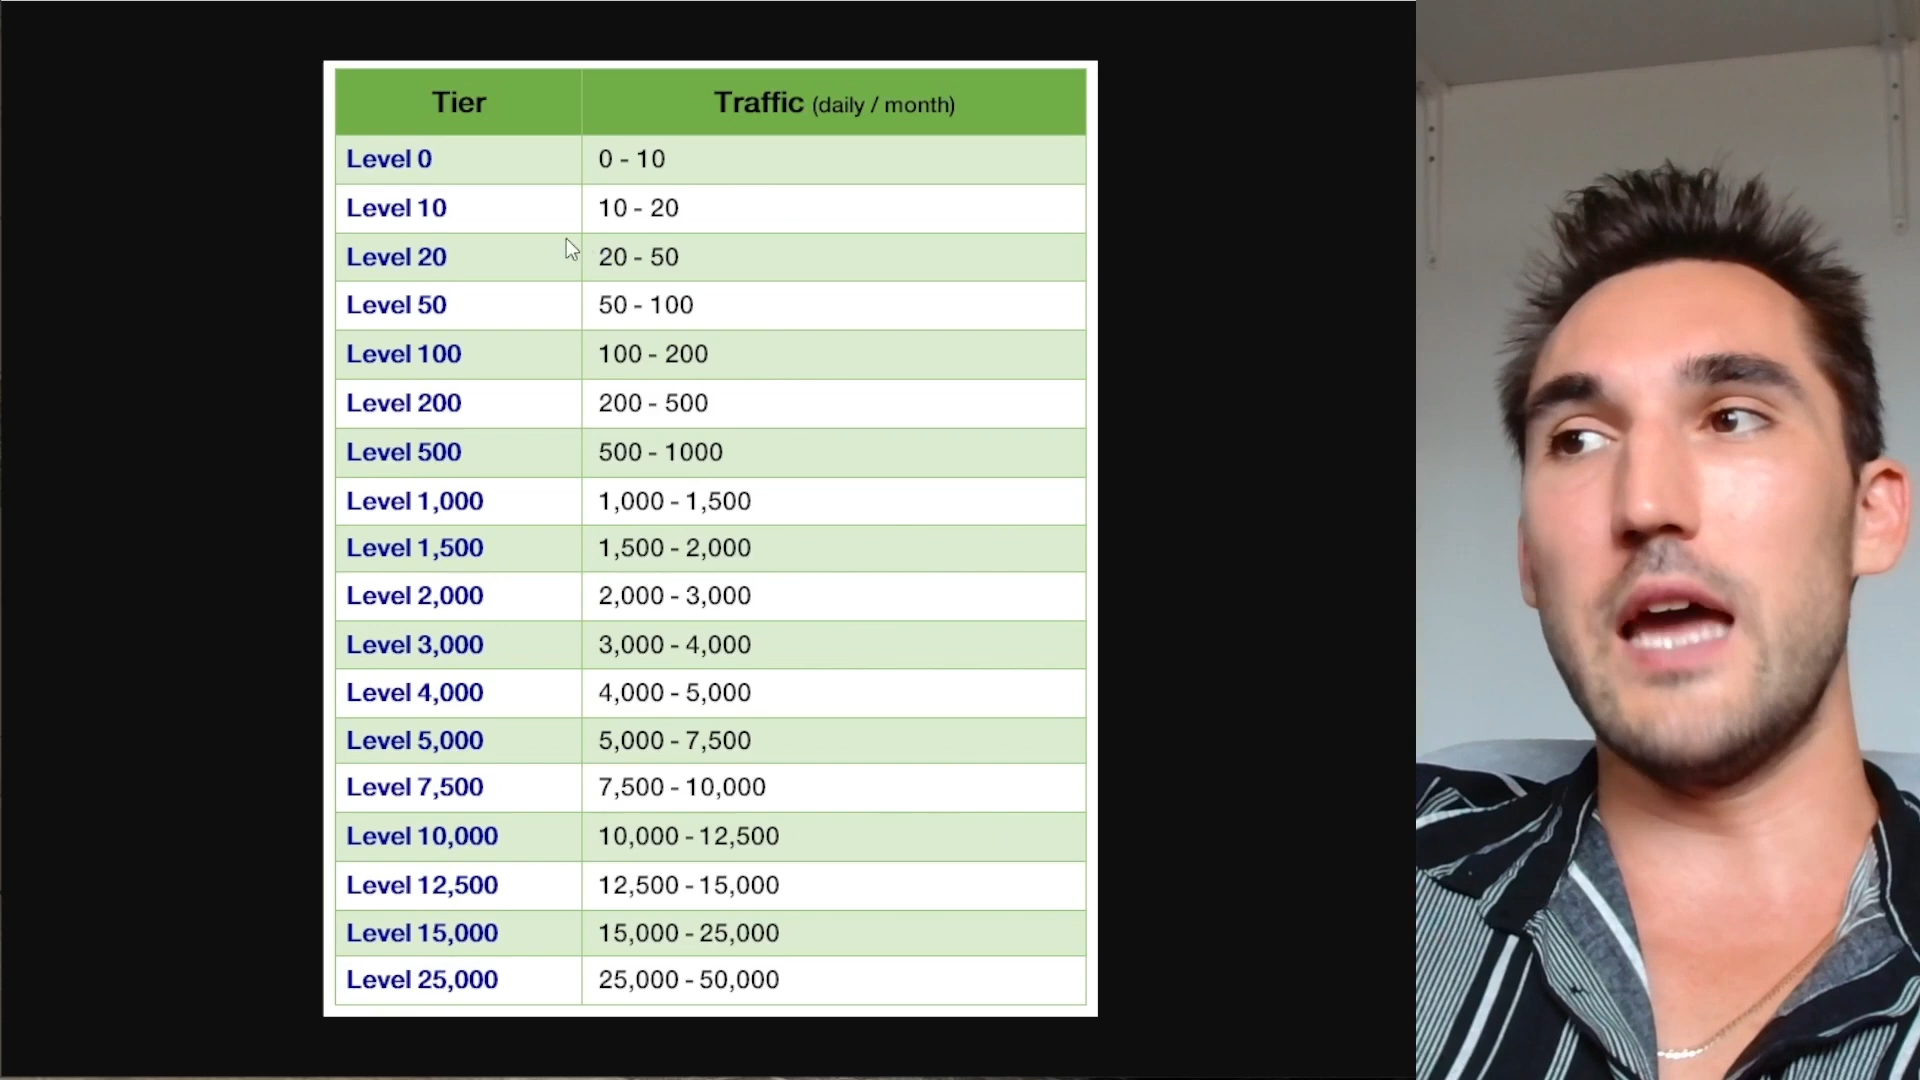 Tier Traffic (daily / month)
Level 0 0 - 10
Level 10 10 - 20
Level 20 20 - 50
Level 50 50 - 100
Level 100 100 - 200
Level 200 200 - 500
Level 500 500 - 1000
Level 1,000 1,000 - 1,500
Level 1,500 1,500 - 2,000
Level 2,000 2,000 - 3,000
Level 3,000 3,000 - 4,000
Level 4,000 4,000 - 5,000
Level 5,000 5,000 - 7,500
Level 7,500 7,500 - 10,000
Level 10,000 10,000 - 12,500
Level 12,500 12,500 - 15,000
Level 15,000 15,000 - 25,000
Level 25,000 25,000 - 50,000